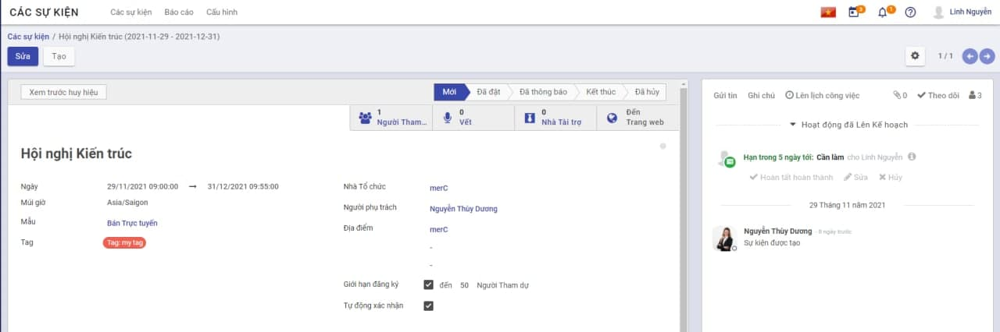 CÁC SỰ KIỆN Các sự kiện Báo cáo Cấu hình 3 1 Linh Nguyễn
Các sự kiện / Hội nghị Kiến trúc (2021-11-29 - 2021-12-31)
Sửa Tạo 1 / 1
Xem trước huy hiệu Mới Đã đặt Đã thông báo Kết thúc Đã hủy
1 Người Tham...
0 Vết
0 Nhà Tài trợ
Đến Trang web
Hội nghị Kiến trúc
Ngày 29/11/2021 09:00:00 → 31/12/2021 09:55:00
Múi giờ Asia/Saigon
Mẫu Bán Trực tuyến
Tag Tag: my tag
Nhà Tổ chức merC
Người phụ trách Nguyễn Thùy Dương
Địa điểm merC
-
-
Giới hạn đăng ký đến 50 Người Tham dự
Tự động xác nhận
Gửi tin Ghi chú Lên lịch công việc 0 Theo dõi 3
Hoạt động đã Lên Kế hoạch
Hạn trong 5 ngày tới: Cần làm cho Linh Nguyễn
Hoàn tất hoàn thành Sửa Hủy
29 Tháng 11 năm 2021
Nguyễn Thùy Dương - 8 ngày trước
Sự kiện được tạo